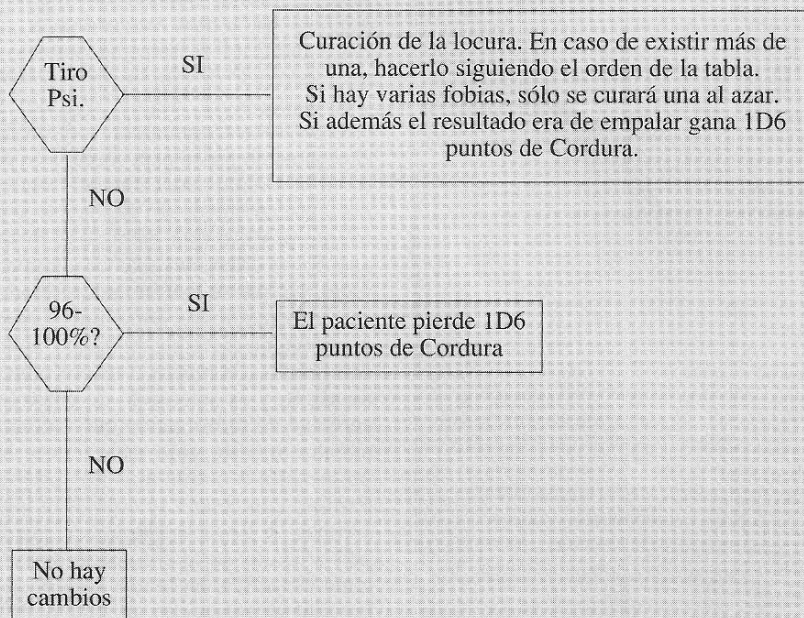 Tiro
Psi.
SI
Curación de la locura. En caso de existir más de
una, hacerlo siguiendo el orden de la tabla.
Si hay varias fobias, sólo se curará una al azar.
Si además el resultado era de empalar gana 1D6
puntos de Cordura.
NO
96-
100%?
SI
El paciente pierde 1D6
puntos de Cordura
NO
No hay
cambios